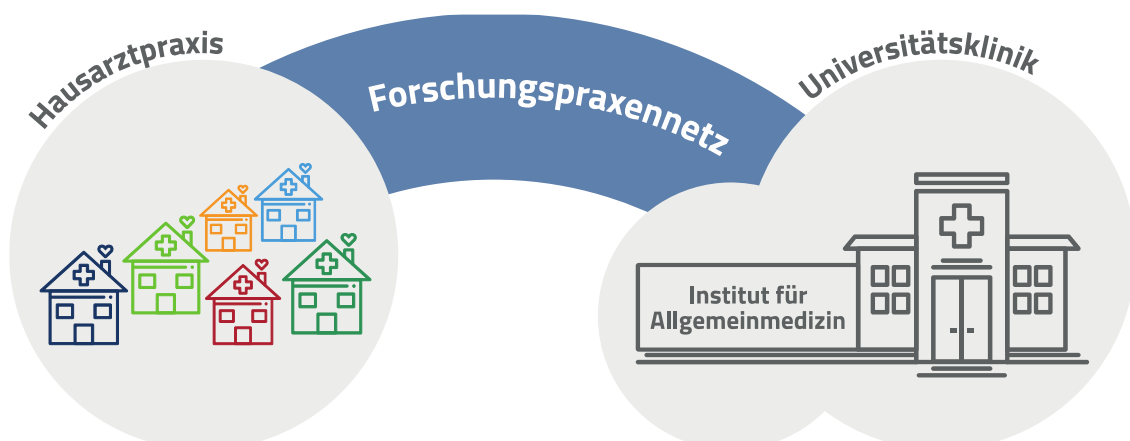 Hausarztpraxis
Forschungspraxennetz
Universitätsklinik
Institut für
Allgemeinmedizin